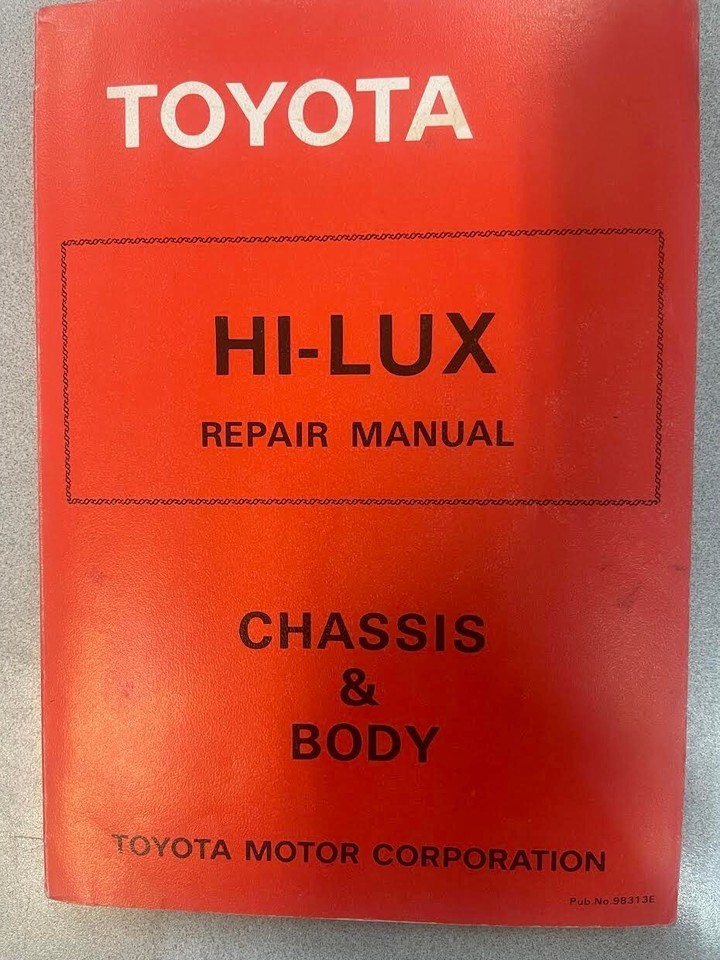 TOYOTA
HI-LUX
REPAIR MANUAL
CHASSIS
&
BODY
TOYOTA MOTOR CORPORATION
Pub.No.98313E